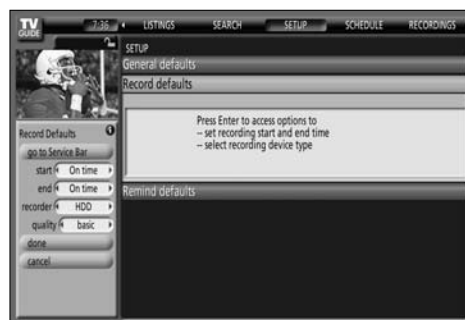 TV GUIDE
7:36 LISTINGS SEARCH SETUP SCHEDULE RECORDINGS
SETUP
General defaults
Record defaults
Press Enter to access options to
– set recording start and end time
– select recording device type
Remind defaults
Record Defaults
go to Service Bar
start On time
end On time
recorder HDD
quality basic
done
cancel